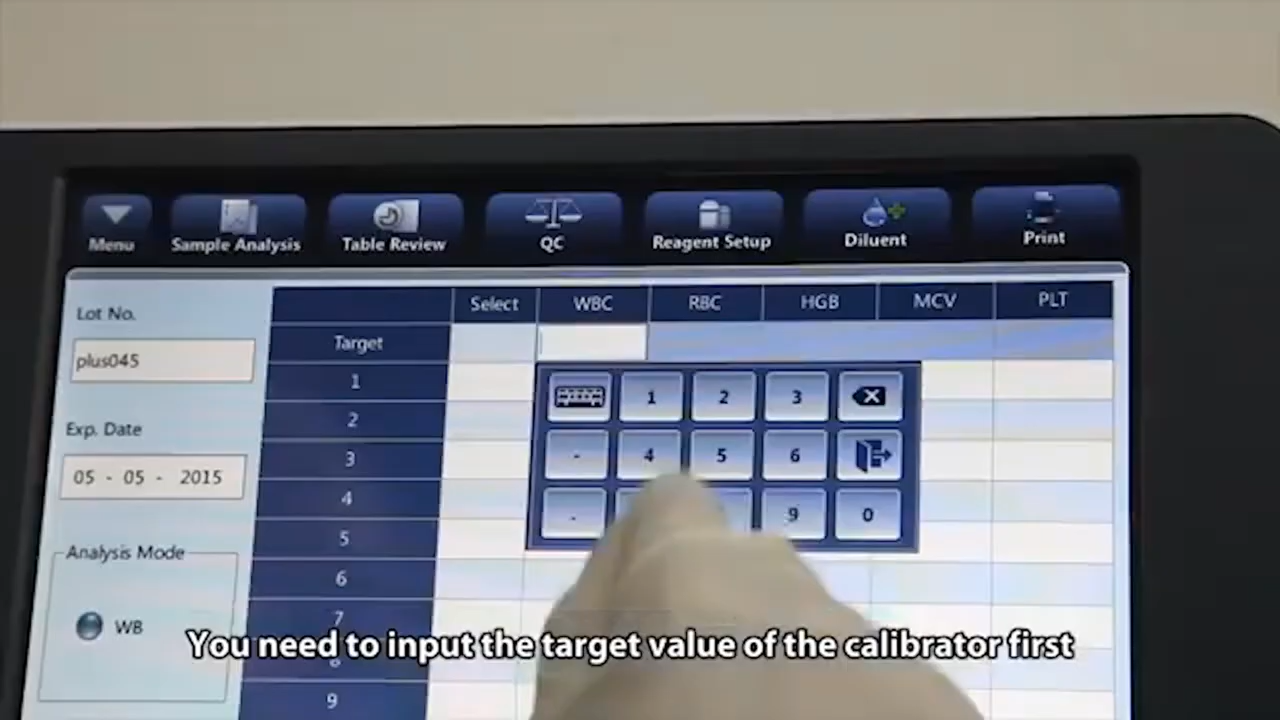 Menu
Sample Analysis
Table Review
QC
Reagent Setup
Diluent
Print
Lot No.
plus045
Exp. Date
05 - 05 - 2015
Analysis Mode
WB
Select WBC RBC HGB MCV PLT
Target
1
2
3
4
5
6
7
8
9
1 2 3
- 4 5 6
. 9 0
You need to input the target value of the calibrator first